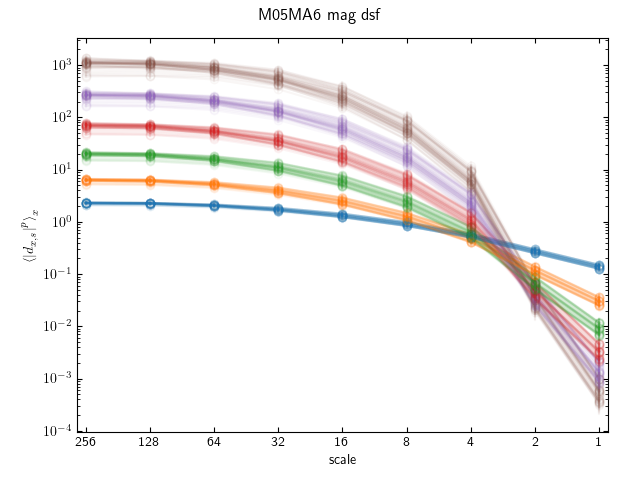 M05MA6 mag dsf
⟨|d_{x,s}|^p⟩_x
10^3
10^2
10^1
10^0
10^{-1}
10^{-2}
10^{-3}
10^{-4}
256 128 64 32 16 8 4 2 1
scale